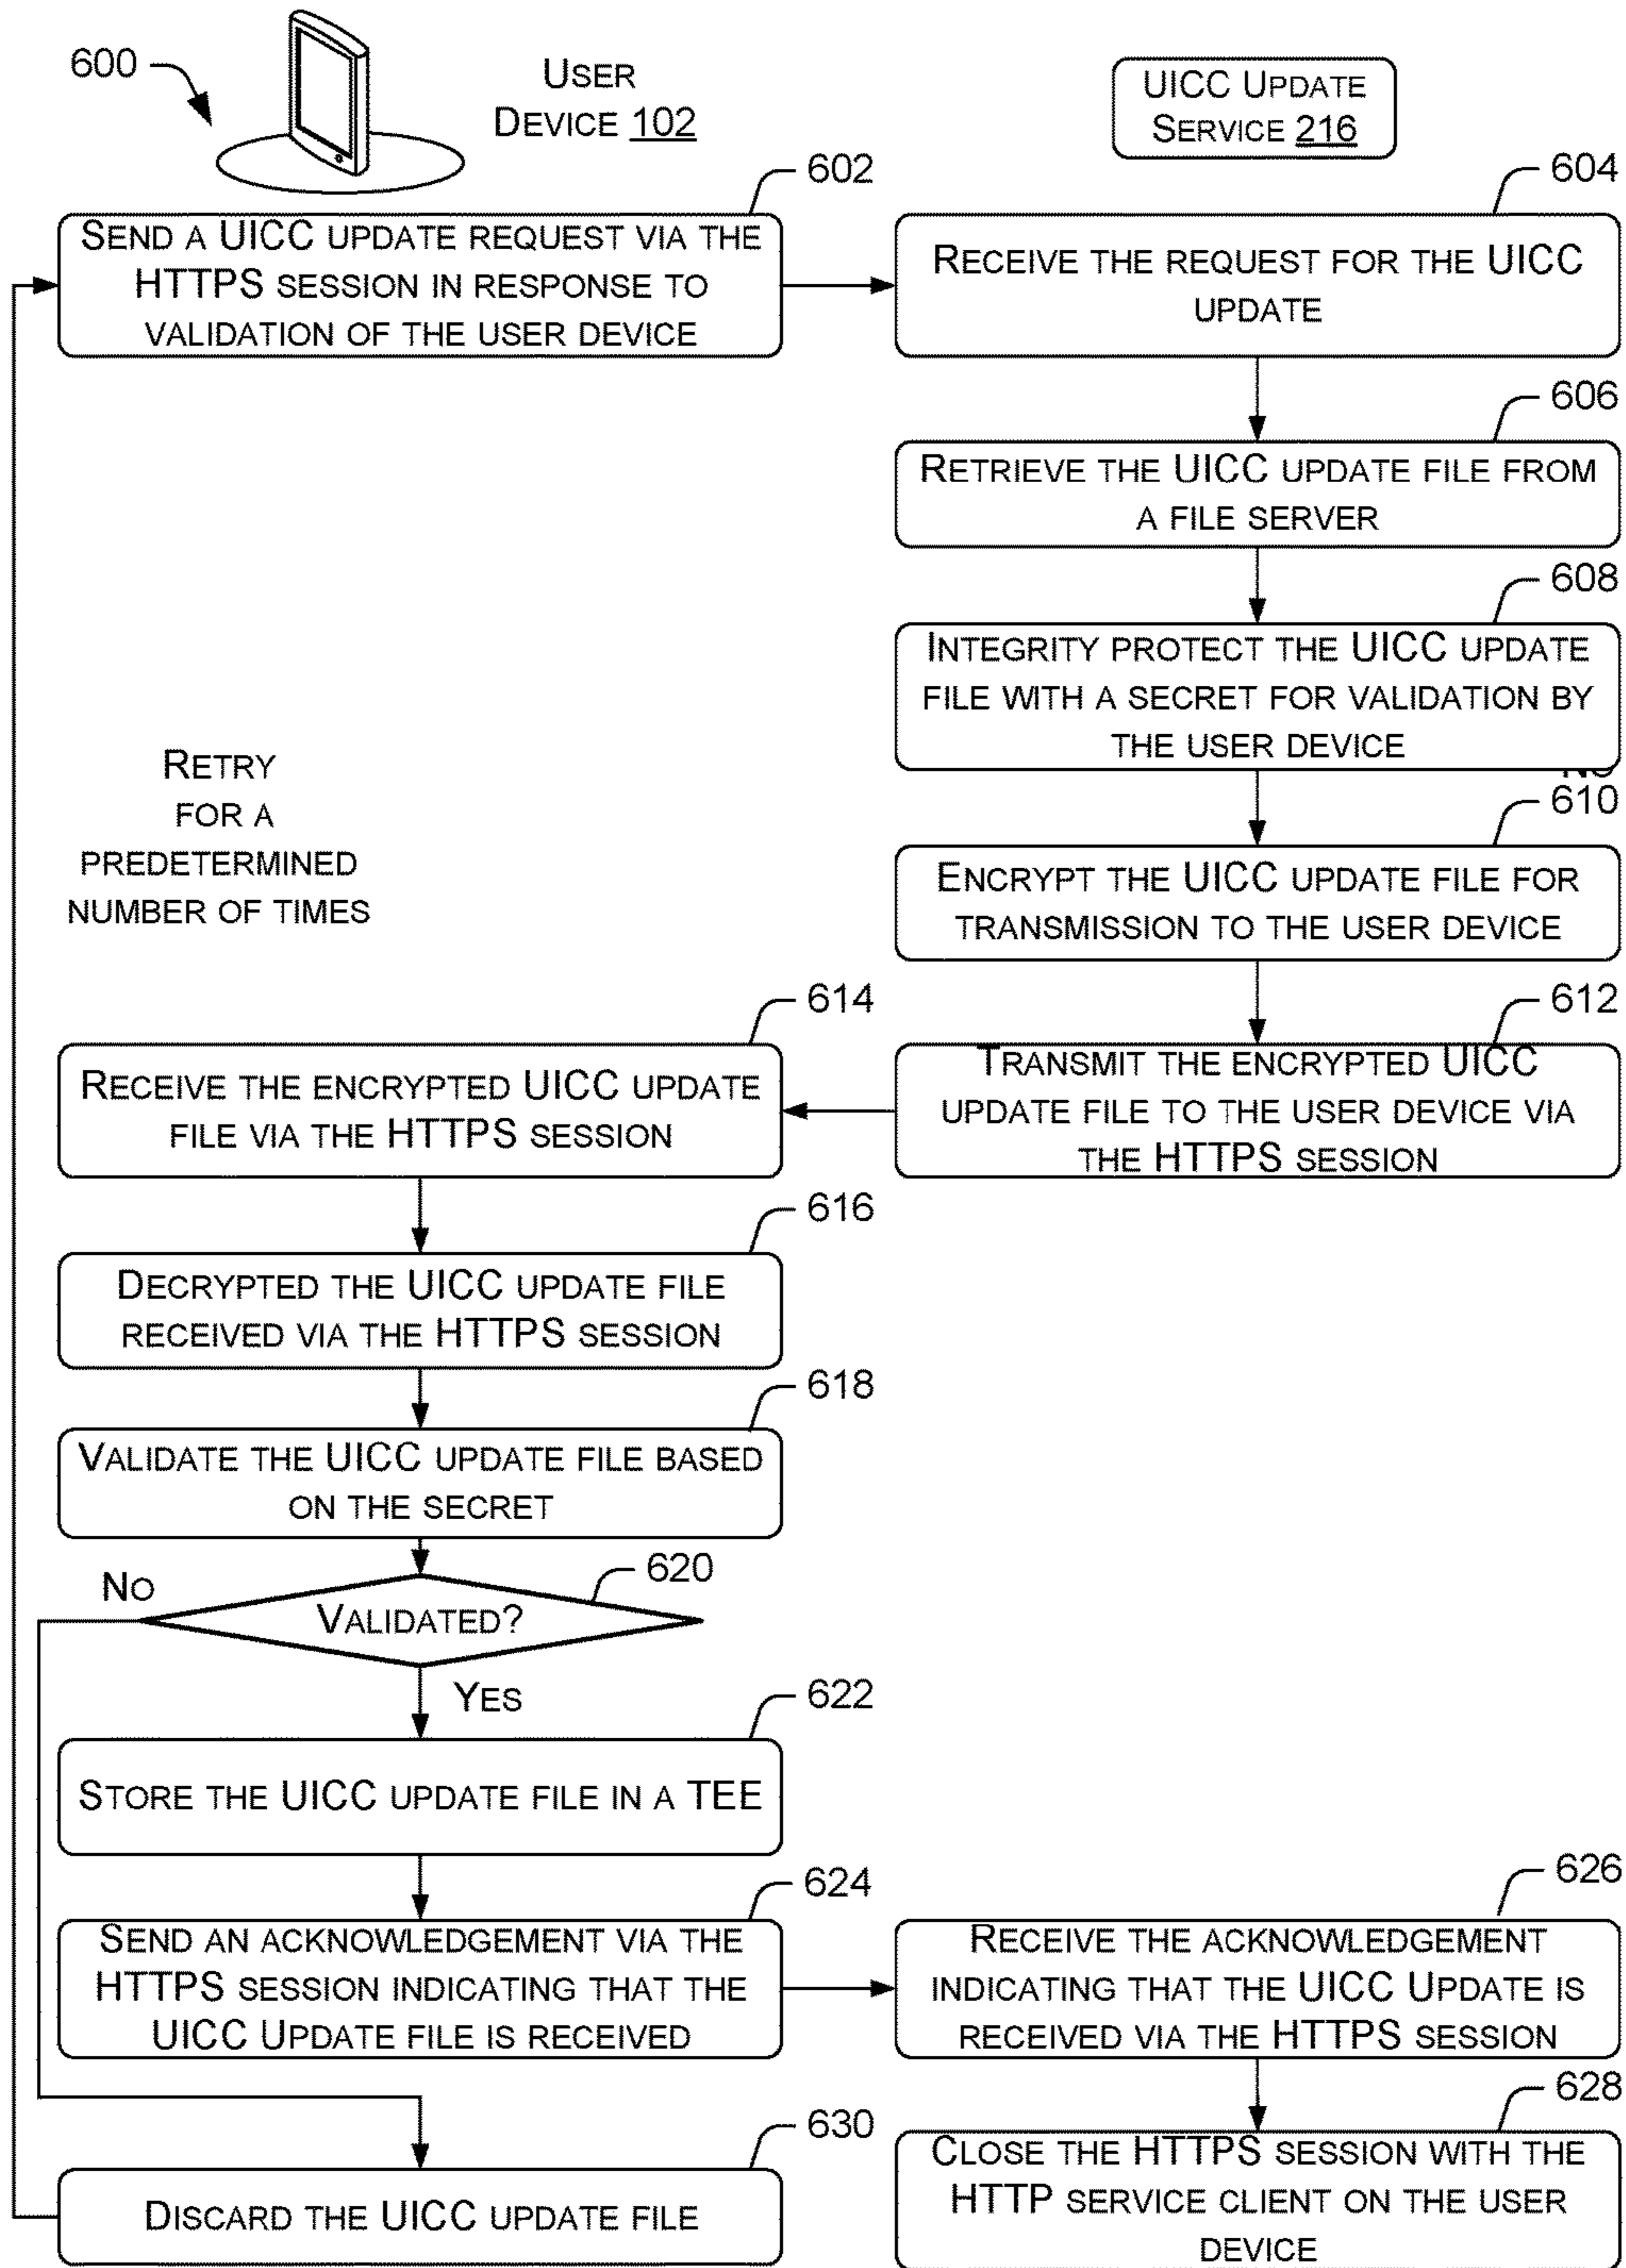 600
USER
DEVICE 102
UICC UPDATE
SERVICE 216
602
SEND A UICC UPDATE REQUEST VIA THE
HTTPS SESSION IN RESPONSE TO
VALIDATION OF THE USER DEVICE
604
RECEIVE THE REQUEST FOR THE UICC
UPDATE
606
RETRIEVE THE UICC UPDATE FILE FROM
A FILE SERVER
608
INTEGRITY PROTECT THE UICC UPDATE
FILE WITH A SECRET FOR VALIDATION BY
THE USER DEVICE
NO
RETRY
FOR A
PREDETERMINED
NUMBER OF TIMES
610
ENCRYPT THE UICC UPDATE FILE FOR
TRANSMISSION TO THE USER DEVICE
612
TRANSMIT THE ENCRYPTED UICC
UPDATE FILE TO THE USER DEVICE VIA
THE HTTPS SESSION
614
RECEIVE THE ENCRYPTED UICC UPDATE
FILE VIA THE HTTPS SESSION
616
DECRYPTED THE UICC UPDATE FILE
RECEIVED VIA THE HTTPS SESSION
618
VALIDATE THE UICC UPDATE FILE BASED
ON THE SECRET
620
VALIDATED?
NO
YES
622
STORE THE UICC UPDATE FILE IN A TEE
624
SEND AN ACKNOWLEDGEMENT VIA THE
HTTPS SESSION INDICATING THAT THE
UICC UPDATE FILE IS RECEIVED
626
RECEIVE THE ACKNOWLEDGEMENT
INDICATING THAT THE UICC UPDATE IS
RECEIVED VIA THE HTTPS SESSION
628
CLOSE THE HTTPS SESSION WITH THE
HTTP SERVICE CLIENT ON THE USER
DEVICE
630
DISCARD THE UICC UPDATE FILE